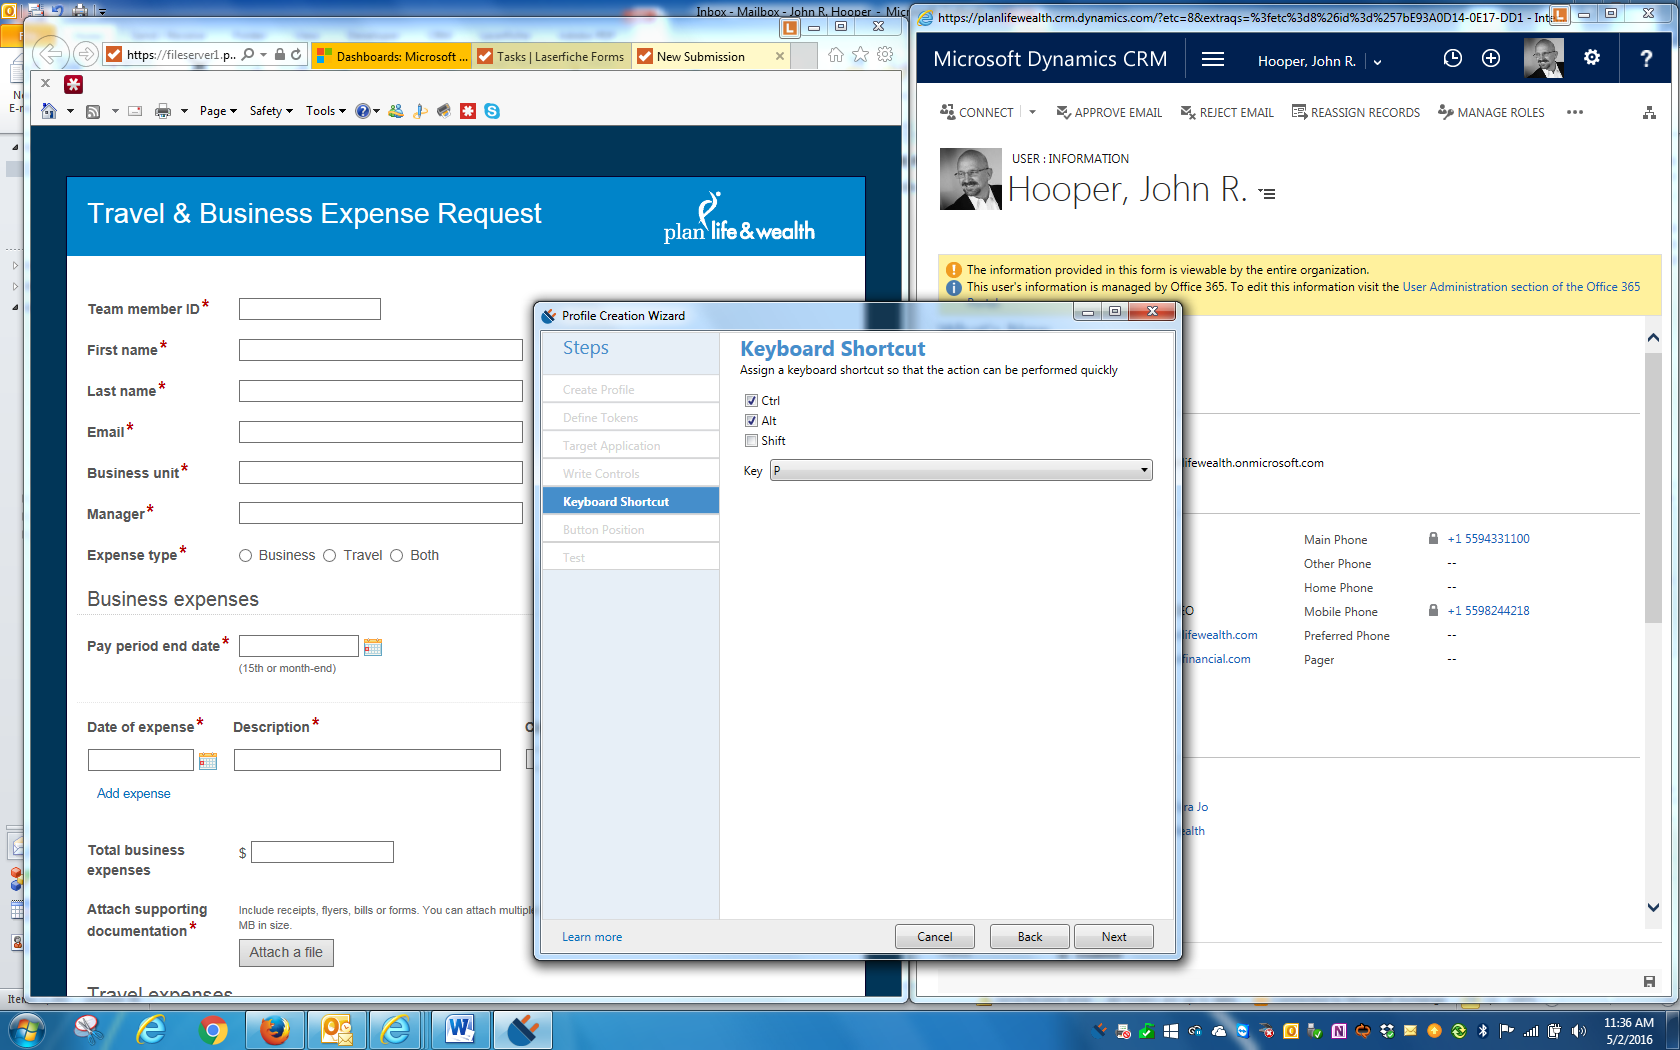 Inbox - Mailbox - John R. Hooper - Micr
https://fileserver1.p..
Dashboards: Microsoft ...
Tasks | Laserfiche Forms
New Submission
Page
Safety
Tools
Travel & Business Expense Request
plan life & wealth
Team member ID*
First name*
Last name*
Email*
Business unit*
Manager*
Expense type*
Business
Travel
Both
Business expenses
Pay period end date*
(15th or month-end)
Date of expense*
Description*
Add expense
Total business
expenses
$
Attach supporting
documentation*
Include receipts, flyers, bills or forms. You can attach multiple
MB in size.
Attach a file
Travel expenses
Profile Creation Wizard
Steps
Create Profile
Define Tokens
Target Application
Write Controls
Keyboard Shortcut
Button Position
Test
Keyboard Shortcut
Assign a keyboard shortcut so that the action can be performed quickly
Ctrl
Alt
Shift
Key
P
Learn more
Cancel
Back
Next
https://planlifewealth.crm.dynamics.com/?etc=8&extraqs=%3fetc%3d8%26id%3d%257bE93A0D14-0E17-DD1 - Int
Microsoft Dynamics CRM
Hooper, John R.
CONNECT
APPROVE EMAIL
REJECT EMAIL
REASSIGN RECORDS
MANAGE ROLES
USER : INFORMATION
Hooper, John R.
The information provided in this form is viewable by the entire organization.
This user's information is managed by Office 365. To edit this information visit the User Administration section of the Office 365
ifewealth.onmicrosoft.com
Main Phone
+1 5594331100
Other Phone
--
Home Phone
--
EO
Mobile Phone
+1 5598244218
lifewealth.com
Preferred Phone
--
financial.com
Pager
--
ra Jo
ealth
11:36 AM
5/2/2016